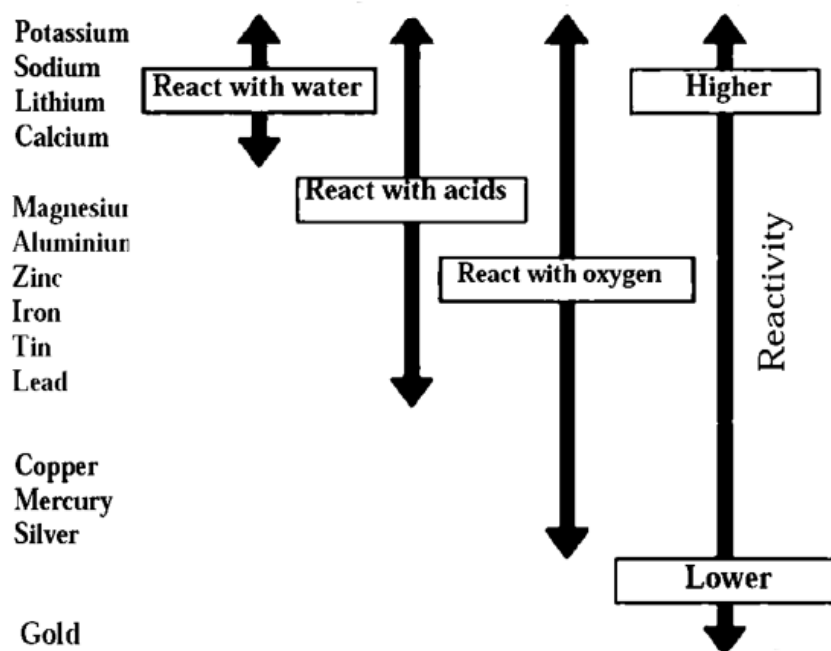 Potassium
Sodium
Lithium
Calcium
Magnesiur
Aluminiun
Zinc
Iron
Tin
Lead
Copper
Mercury
Silver
Gold
React with water
React with acids
React with oxygen
Higher
Reactivity
Lower